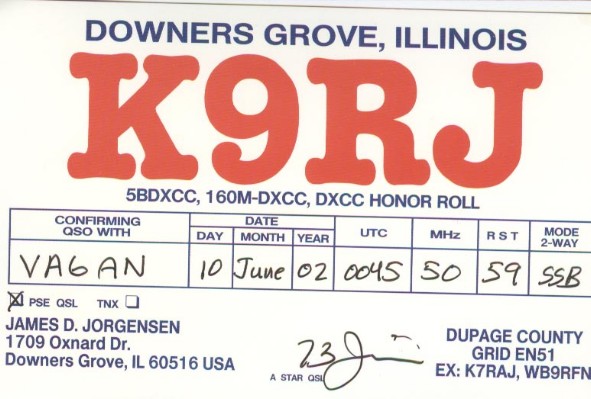 DOWNERS GROVE, ILLINOIS
K9RJ
5BDXCC, 160M-DXCC, DXCC HONOR ROLL
CONFIRMING QSO WITH
DATE
DAY MONTH YEAR
UTC
MHz
RST
MODE 2-WAY
VA6AN 10 June 02 0045 50 59 SSB
PSE QSL TNX
JAMES D. JORGENSEN
1709 Oxnard Dr.
Downers Grove, IL 60516 USA
73 Jim
A STAR QSL
DUPAGE COUNTY
GRID EN51
EX: K7RAJ, WB9RFN